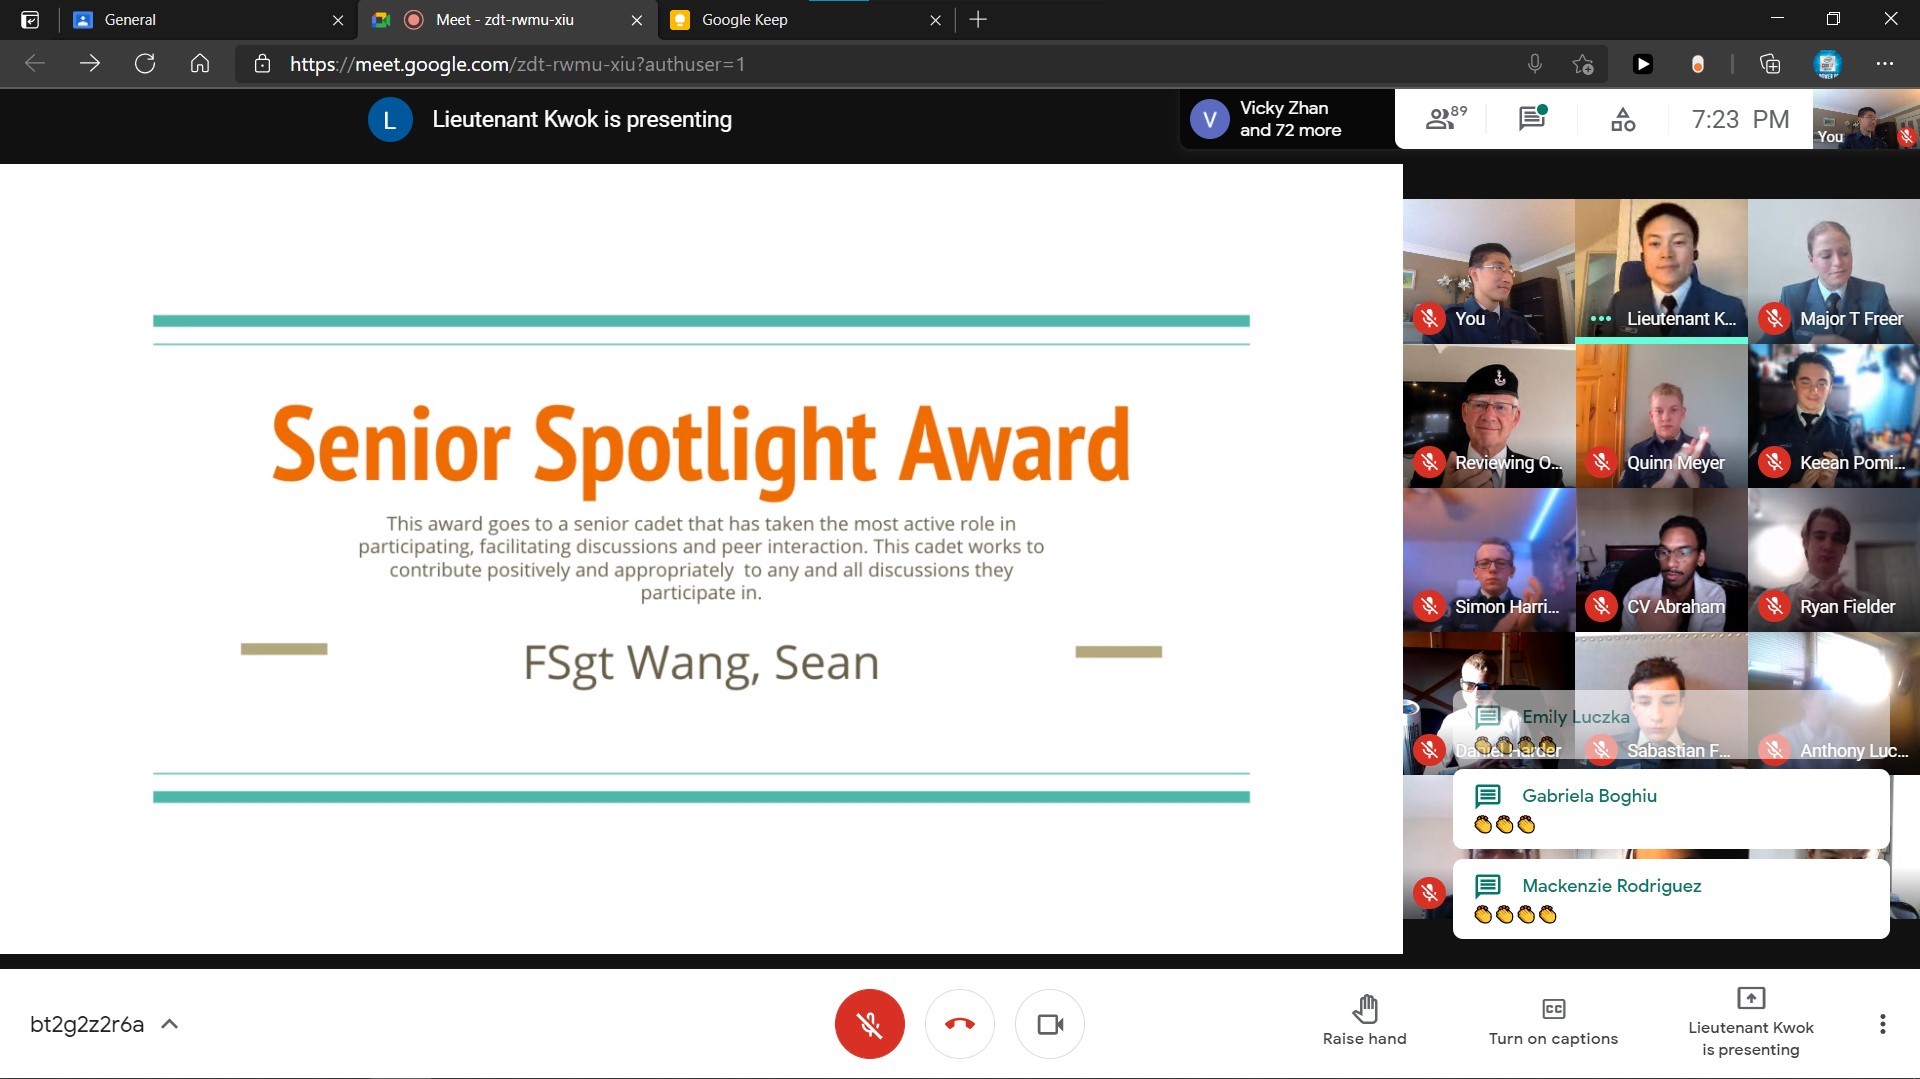 General
Meet - zdt-rwmu-xiu
Google Keep
https://meet.google.com/zdt-rwmu-xiu?authuser=1
L
Lieutenant Kwok is presenting
V
Vicky Zhan
and 72 more
89
7:23 PM
You
Senior Spotlight Award
This award goes to a senior cadet that has taken the most active role in
participating, facilitating discussions and peer interaction. This cadet works to
contribute positively and appropriately to any and all discussions they
participate in.
FSgt Wang, Sean
You
Lieutenant K...
Major T Freer
Reviewing O...
Quinn Meyer
Keean Pomi...
Simon Harri...
CV Abraham
Ryan Fielder
Emily Luczka
👏👏👏👏
Daniel Harder
Sabastian F...
Anthony Luc...
Gabriela Boghiu
👏👏👏
Mackenzie Rodriguez
👏👏👏👏
bt2g2z2r6a
Raise hand
CC
Turn on captions
Lieutenant Kwok
is presenting